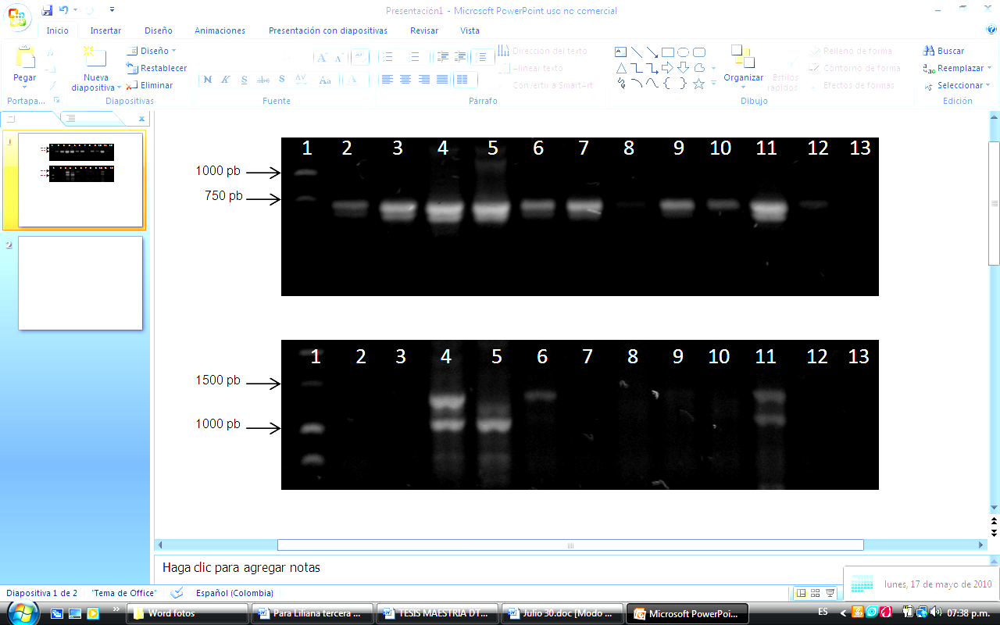 Presentación1 - Microsoft PowerPoint uso no comercial
Inicio Insertar Diseño Animaciones Presentación con diapositivas Revisar Vista
Pegar
Nueva diapositiva
Diseño
Restablecer
Eliminar
N K S abc S AV Aa A
Dirección del texto
Alinear texto
Convertir a SmartArt
Organizar
Estilos rápidos
Relleno de forma
Contorno de forma
Efectos de formas
Buscar
Reemplazar
Seleccionar
Portapa... Diapositivas Fuente Párrafo Dibujo Edición
1
2
1 2 3 4 5 6 7 8 9 10 11 12 13
1000 pb
750 pb
1 2 3 4 5 6 7 8 9 10 11 12 13
1500 pb
1000 pb
Haga clic para agregar notas
lunes, 17 de mayo de 2010
Diapositiva 1 de 2 "Tema de Office" Español (Colombia)
Word fotos Para Liliana tercera ... TESIS MAESTRIA DT... Julio 30.doc [Modo ... Microsoft PowerPoi... ES 07:38 p.m.